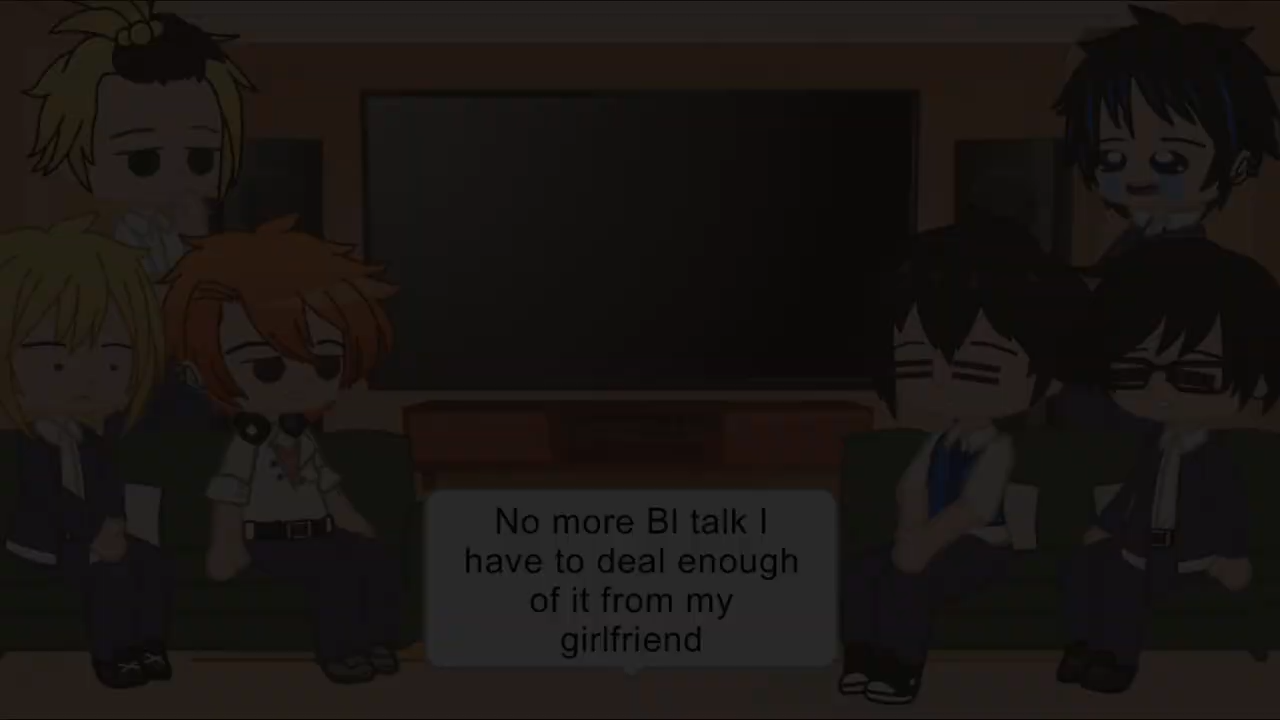 No more BI talk I
have to deal enough
of it from my
girlfriend